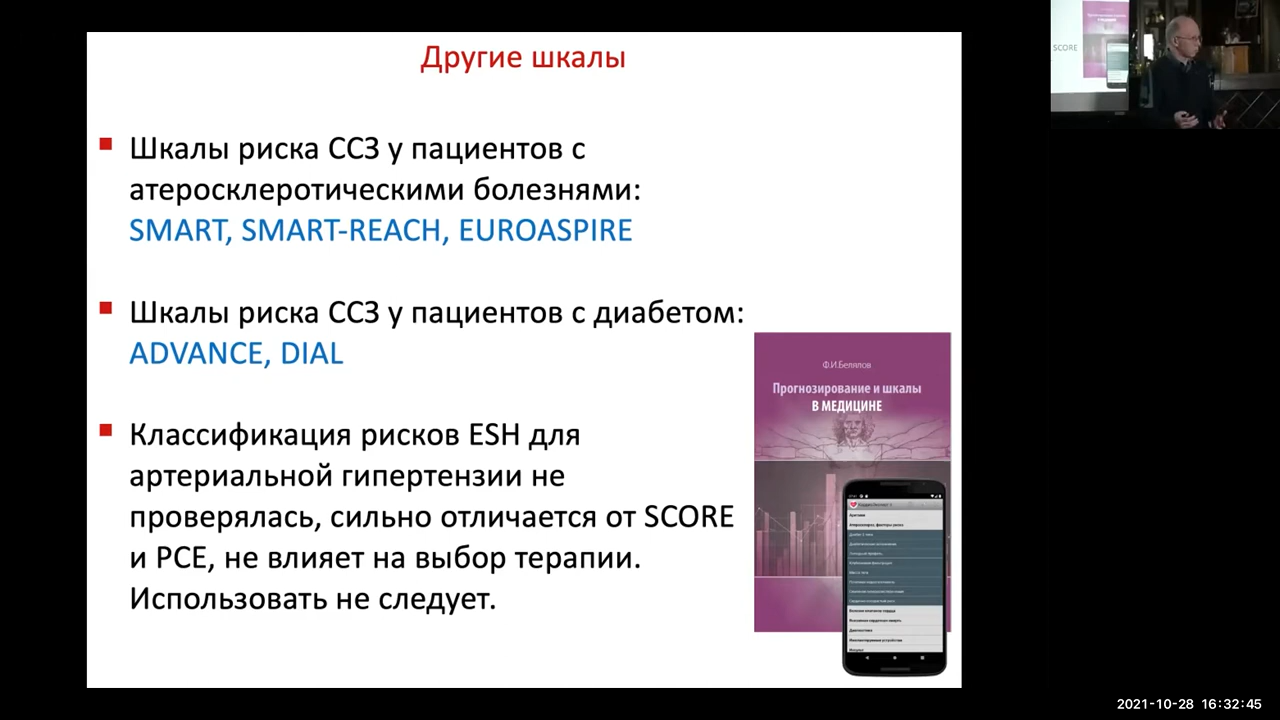 Другие шкалы
Шкалы риска ССЗ у пациентов с
атеросклеротическими болезнями:
SMART, SMART-REACH, EUROASPIRE
Шкалы риска ССЗ у пациентов с диабетом:
ADVANCE, DIAL
Классификация рисков ESH для
артериальной гипертензии не
проверялась, сильно отличается от SCORE
и PCE, не влияет на выбор терапии.
Использовать не следует.
Ф.И.Белялов
Прогнозирование и шкалы
В МЕДИЦИНЕ
SCORE
2021-10-28 16:32:45